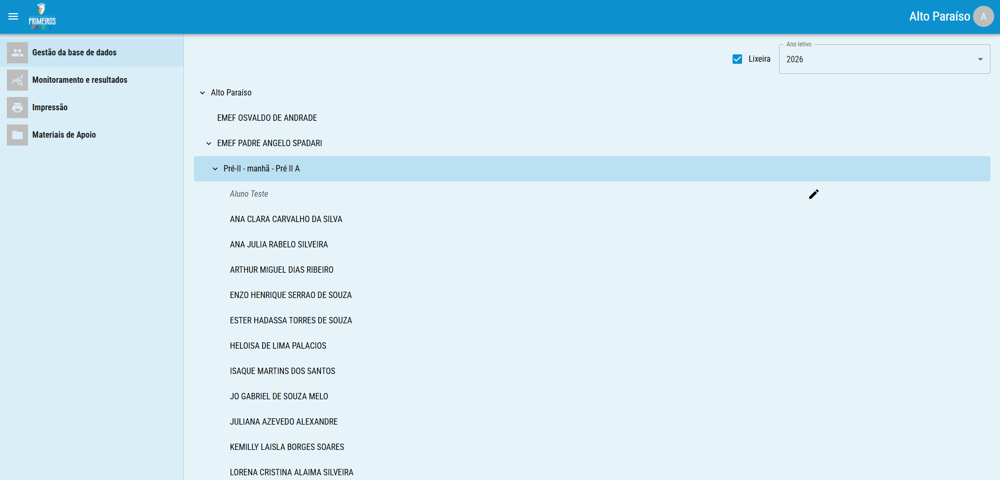 PRIMEIROS
PASSOS
Alto Paraíso
A
Gestão da base de dados
Monitoramento e resultados
Impressão
Materiais de Apoio
Lixeira
Ano letivo
2026
Alto Paraíso
EMEF OSVALDO DE ANDRADE
EMEF PADRE ANGELO SPADARI
Pré-II - manhã - Pré II A
Aluno Teste
ANA CLARA CARVALHO DA SILVA
ANA JULIA RABELO SILVEIRA
ARTHUR MIGUEL DIAS RIBEIRO
ENZO HENRIQUE SERRAO DE SOUZA
ESTER HADASSA TORRES DE SOUZA
HELOISA DE LIMA PALACIOS
ISAQUE MARTINS DOS SANTOS
JO GABRIEL DE SOUZA MELO
JULIANA AZEVEDO ALEXANDRE
KEMILLY LAISLA BORGES SOARES
LORENA CRISTINA ALAIMA SILVEIRA